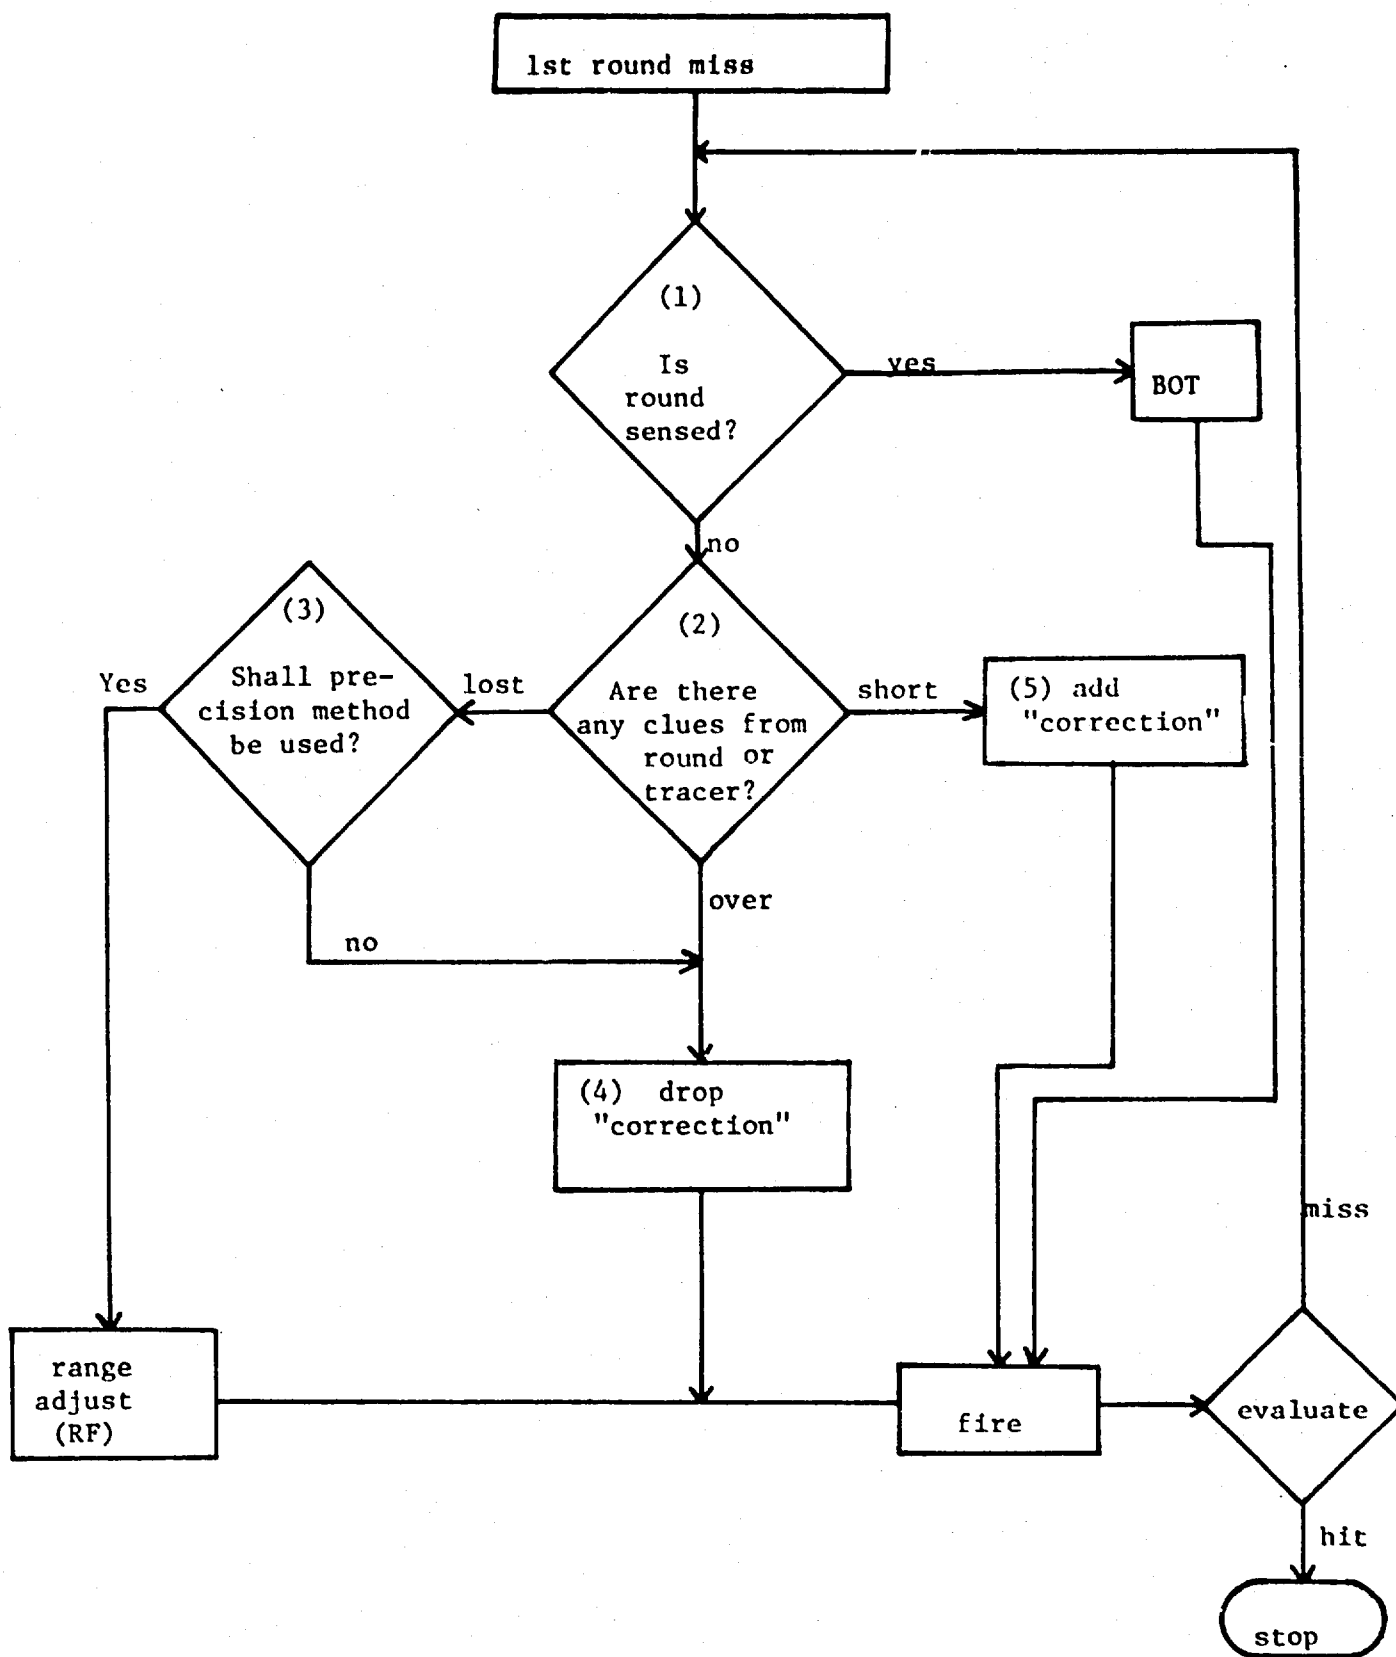 1st round miss
(1)
Is
round
sensed?
yes
BOT
no
(3)
Shall pre-
cision method
be used?
Yes
lost
(2)
Are there
any clues from
round or
tracer?
short
(5) add
"correction"
over
no
(4) drop
"correction"
miss
range
adjust
(RF)
fire
evaluate
hit
stop